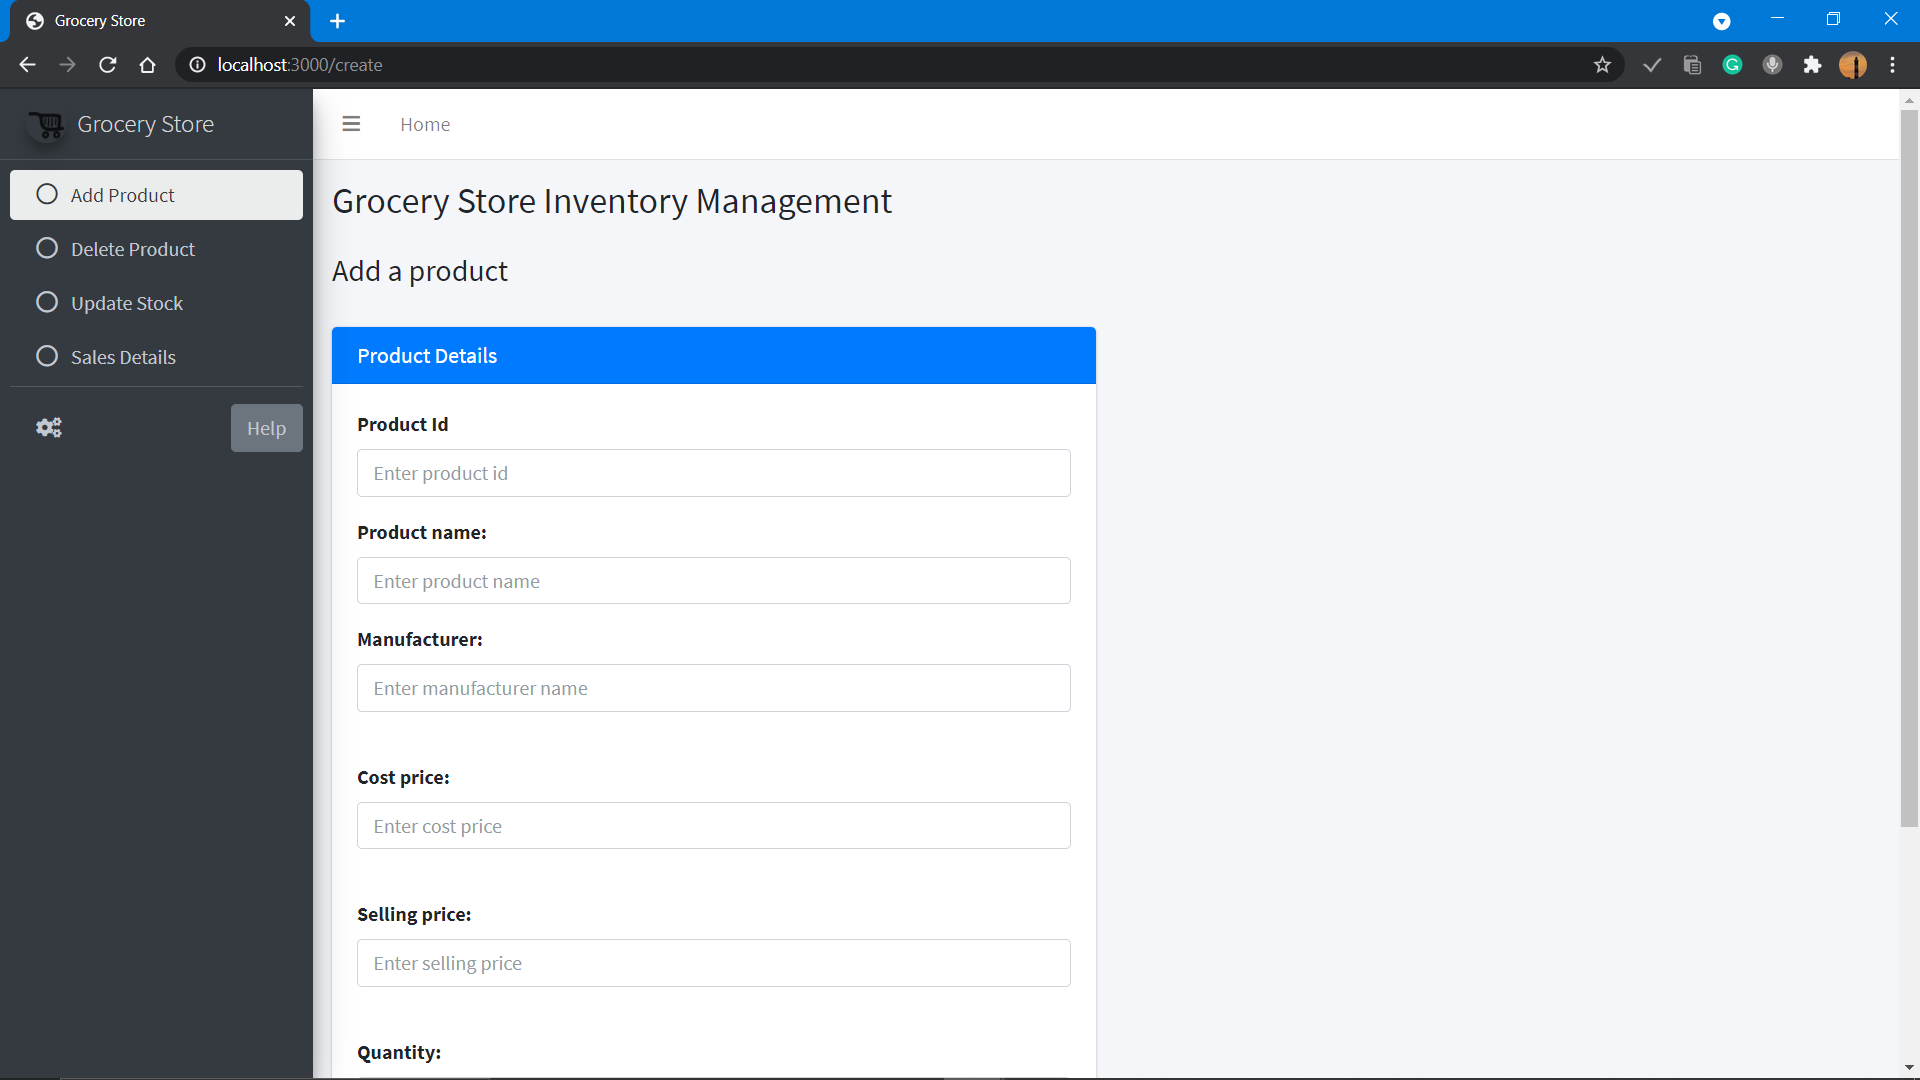 Grocery Store
localhost:3000/create
Grocery Store
Home
Add Product
Delete Product
Update Stock
Sales Details
Help
Grocery Store Inventory Management
Add a product
Product Details
Product Id
Enter product id
Product name:
Enter product name
Manufacturer:
Enter manufacturer name
Cost price:
Enter cost price
Selling price:
Enter selling price
Quantity: